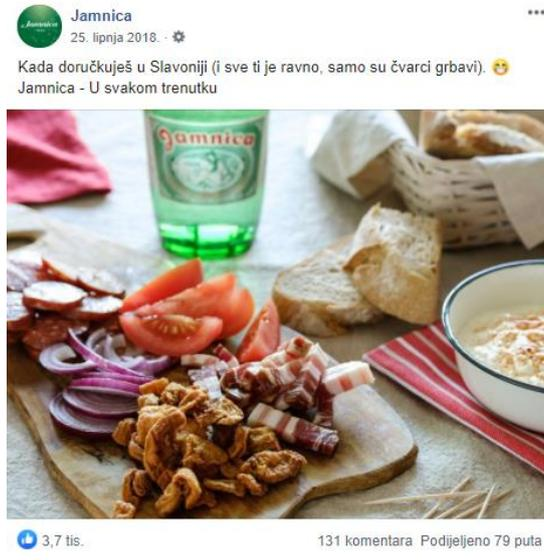 Jamnica
Jamnica
25. lipnja 2018. ·
Kada doručkuješ u Slavoniji (i sve ti je ravno, samo su čvarci grbavi). 😁
Jamnica - U svakom trenutku
Jamnica
3,7 tis.
131 komentara Podijeljeno 79 puta